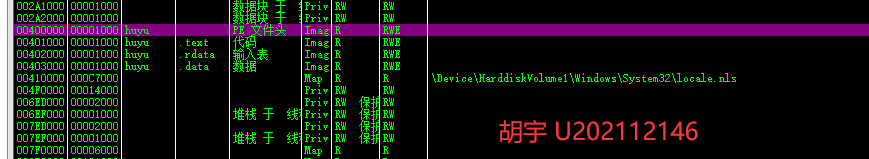 002A1000 00001000 数据块 于 Priv RW RW
002A2000 00001000 数据块 于 Priv RW RW
00400000 00001000 huyu PE 文件头 Imag R RWE
00401000 00001000 huyu .text 代码 Imag R RWE
00402000 00001000 huyu .rdata 输入表 Imag R RWE
00403000 00001000 huyu .data 数据 Imag R RWE
00410000 000C7000 Map R R \Device\HarddiskVolume1\Windows\System32\locale.nls
004F0000 00014000 Priv RW RW
006ED000 00002000 Priv RW 保护 RW
006EF000 00001000 堆栈 于 线 Priv RW 保护 RW
007ED000 00002000 Priv RW 保护 RW
007EF000 00001000 堆栈 于 线 Priv RW 保护 RW
007F0000 00006000 Map R R
胡宇 U202112146